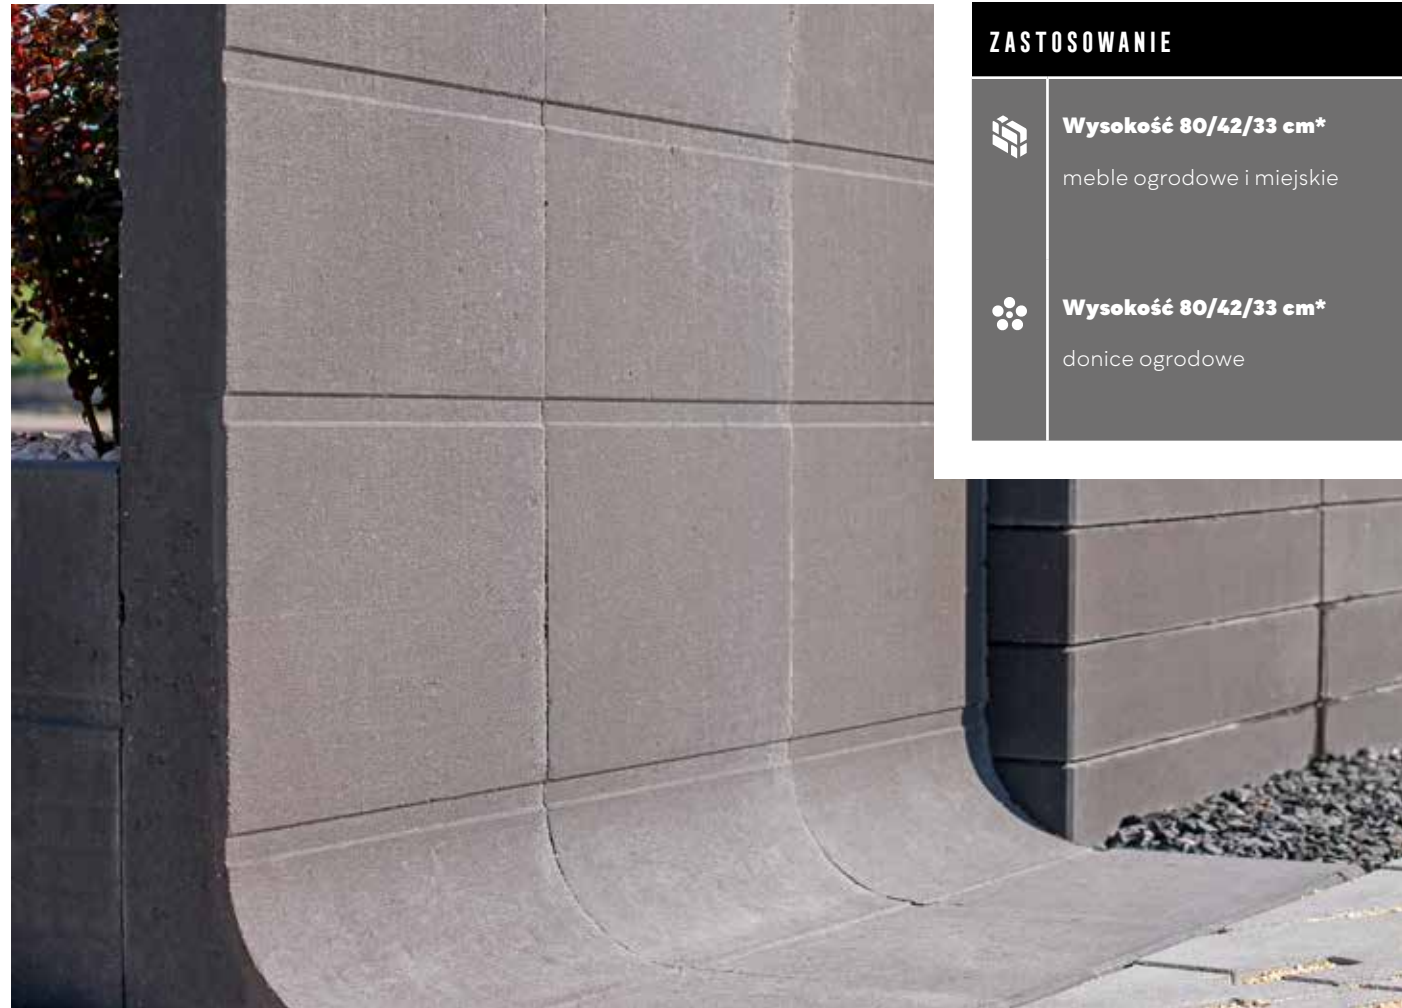 ZASTOSOWANIE
Wysokość 80/42/33 cm*
meble ogrodowe i miejskie
Wysokość 80/42/33 cm*
donice ogrodowe